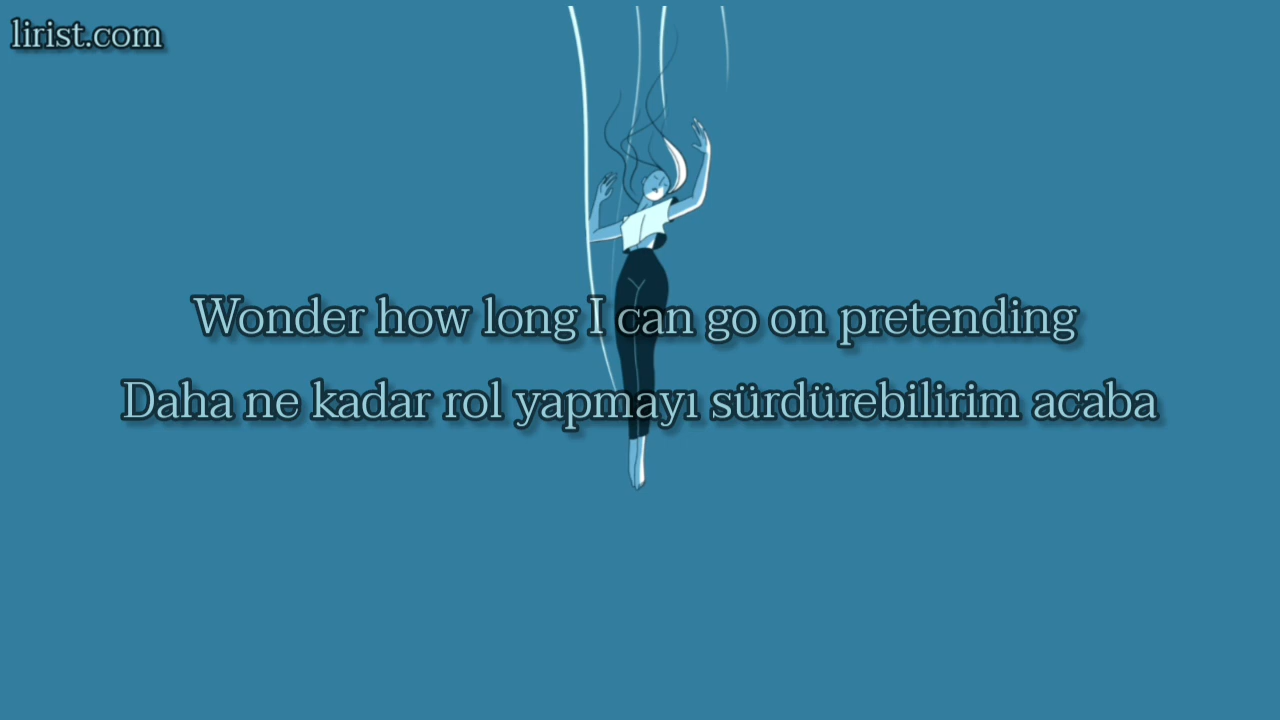 lirist.com
Wonder how long I can go on pretending
Daha ne kadar rol yapmayı sürdürebilirim acaba